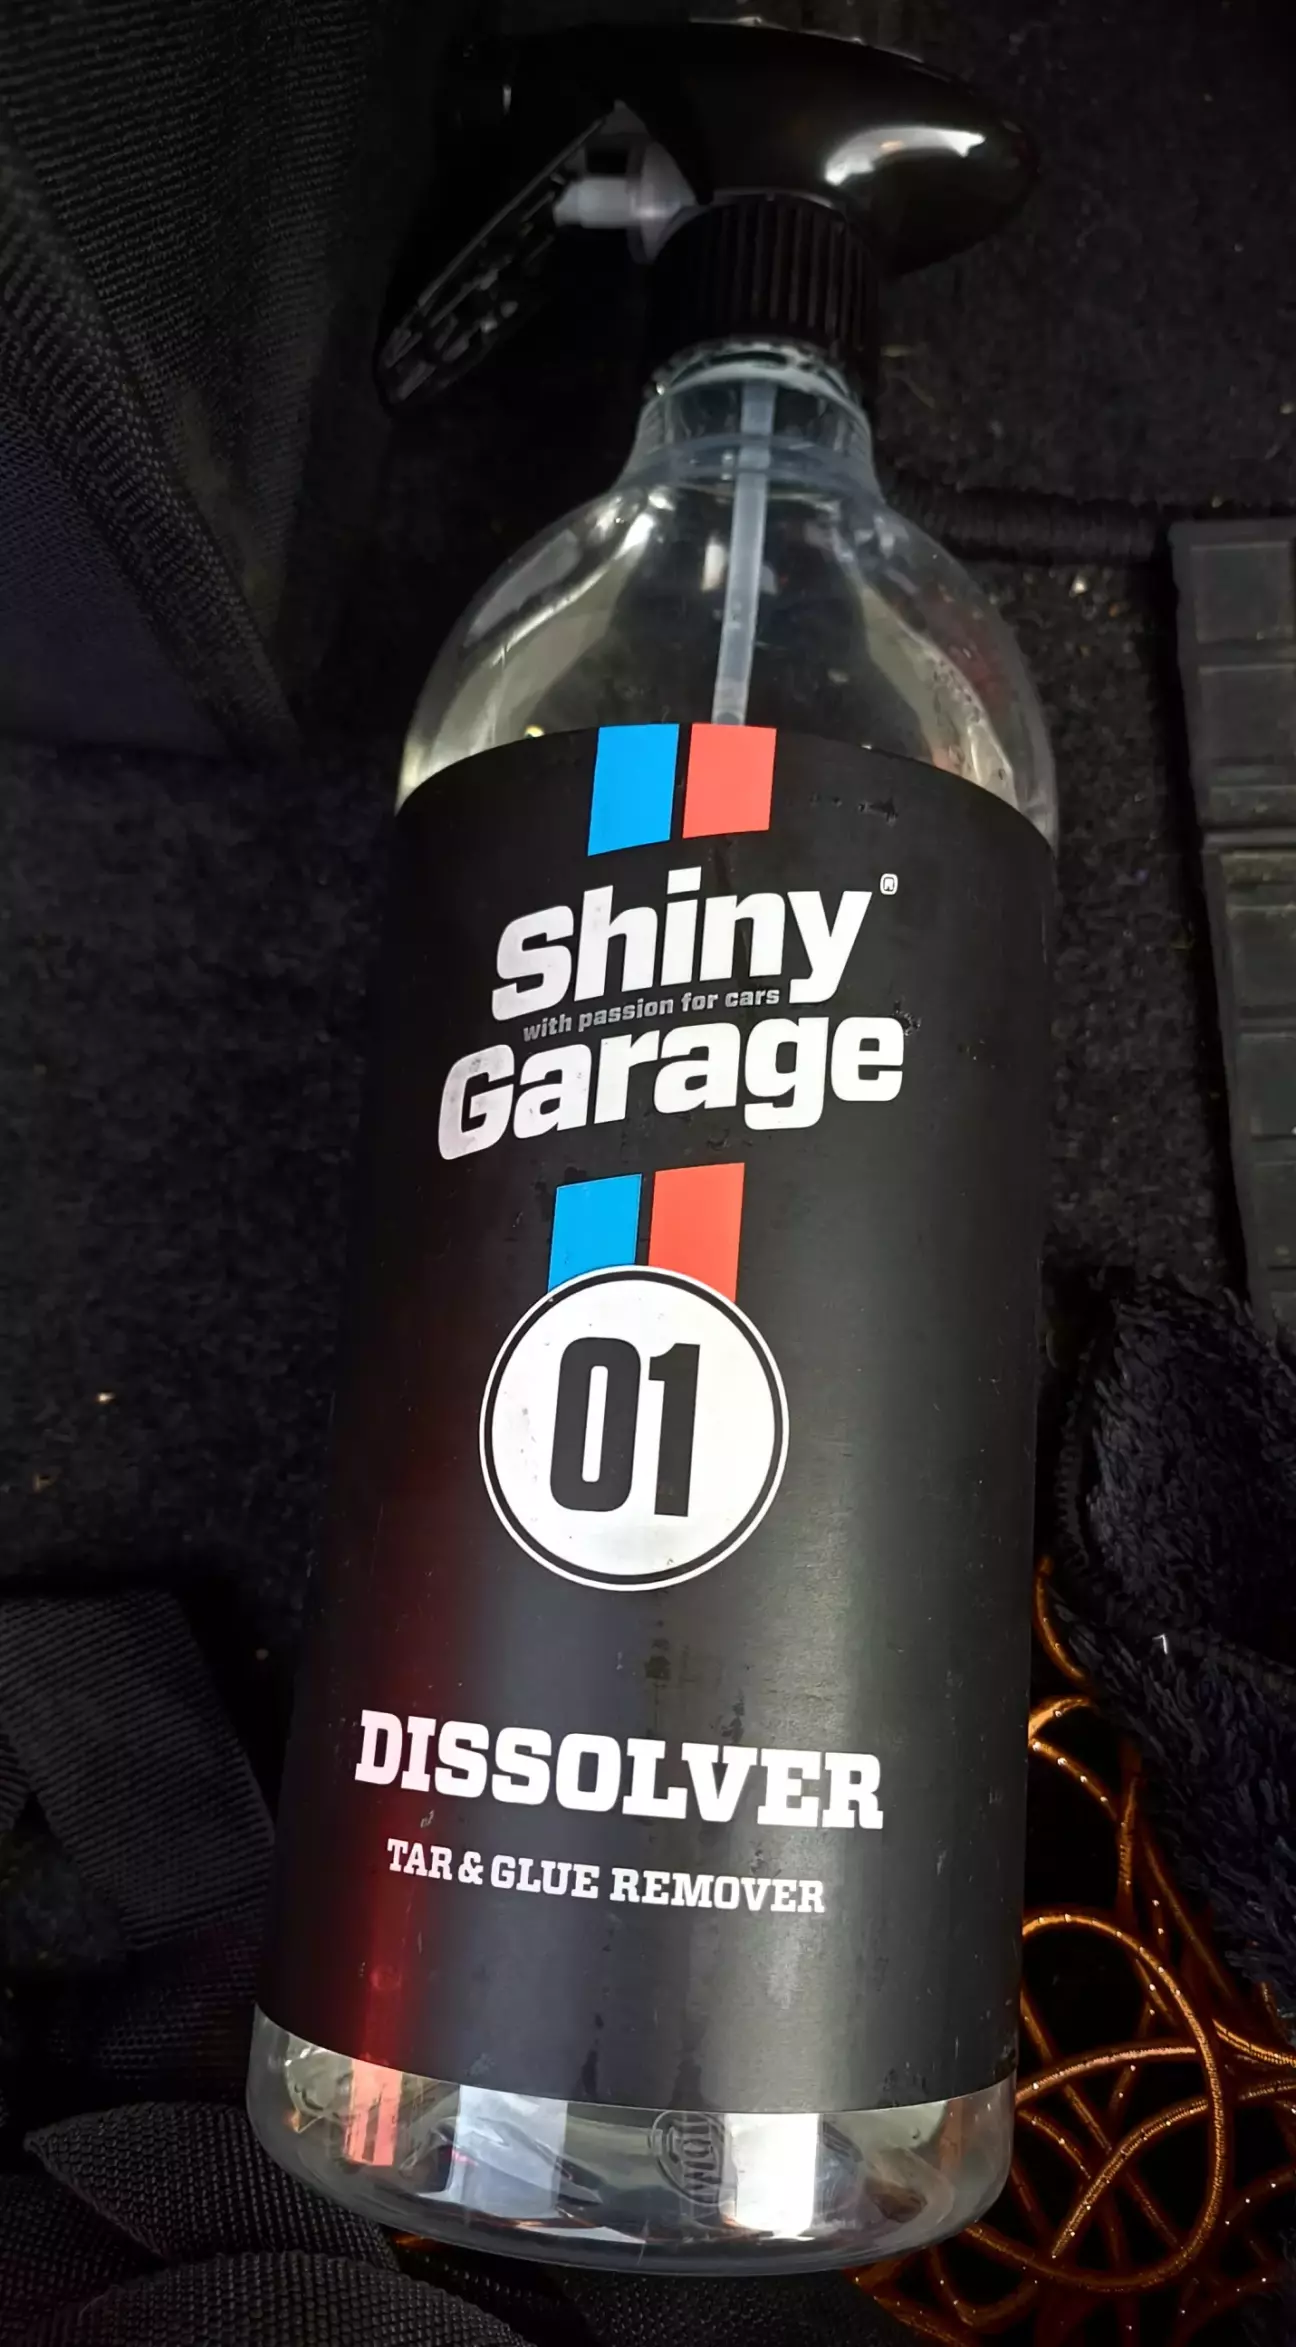 Shiny®
with passion for cars
Garage
01
DISSOLVER
TAR & GLUE REMOVER